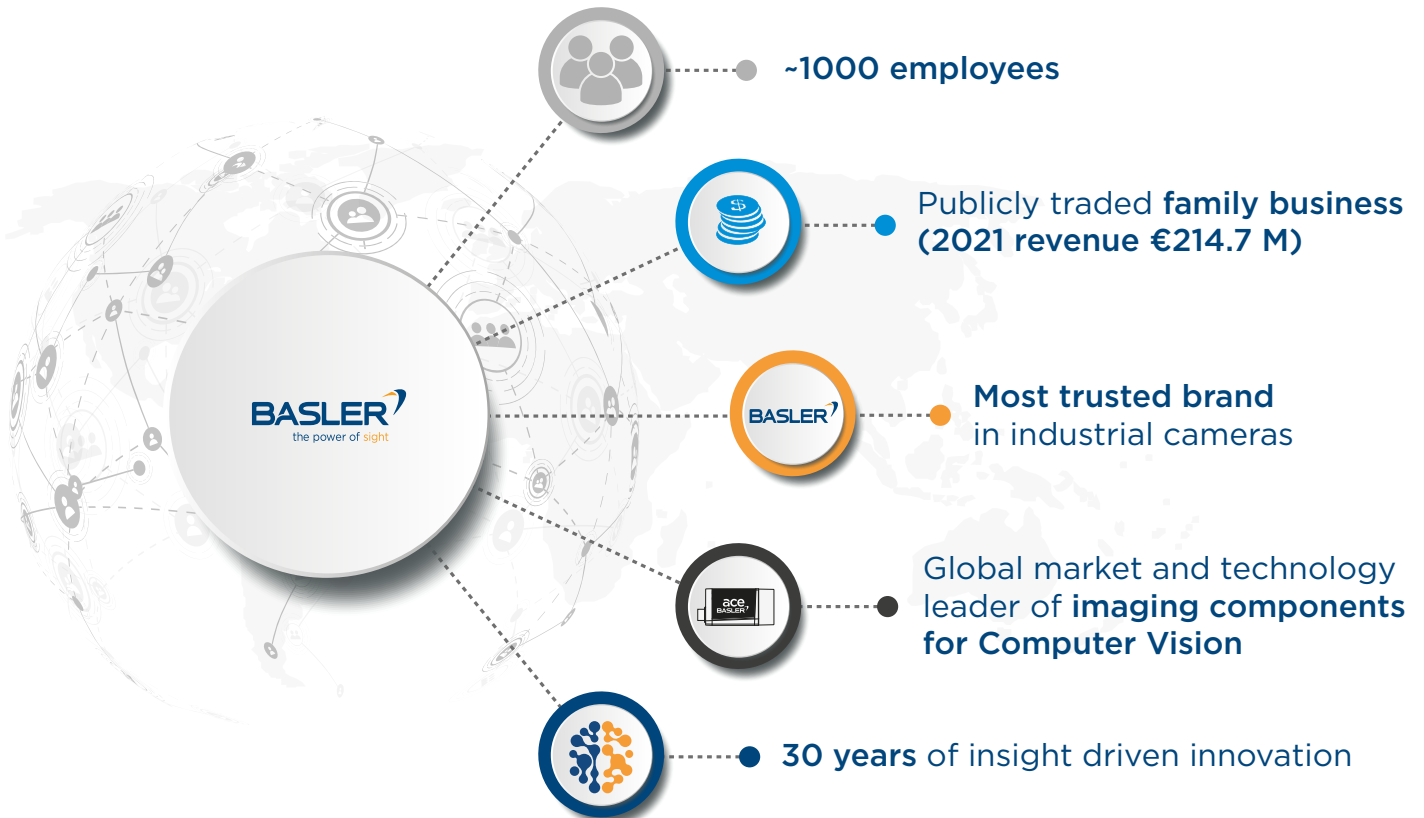 ~1000 employees
$
Publicly traded family business
(2021 revenue €214.7 M)
BASLER
the power of sight
BASLER
Most trusted brand
in industrial cameras
ace
BASLER
Global market and technology
leader of imaging components
for Computer Vision
30 years of insight driven innovation